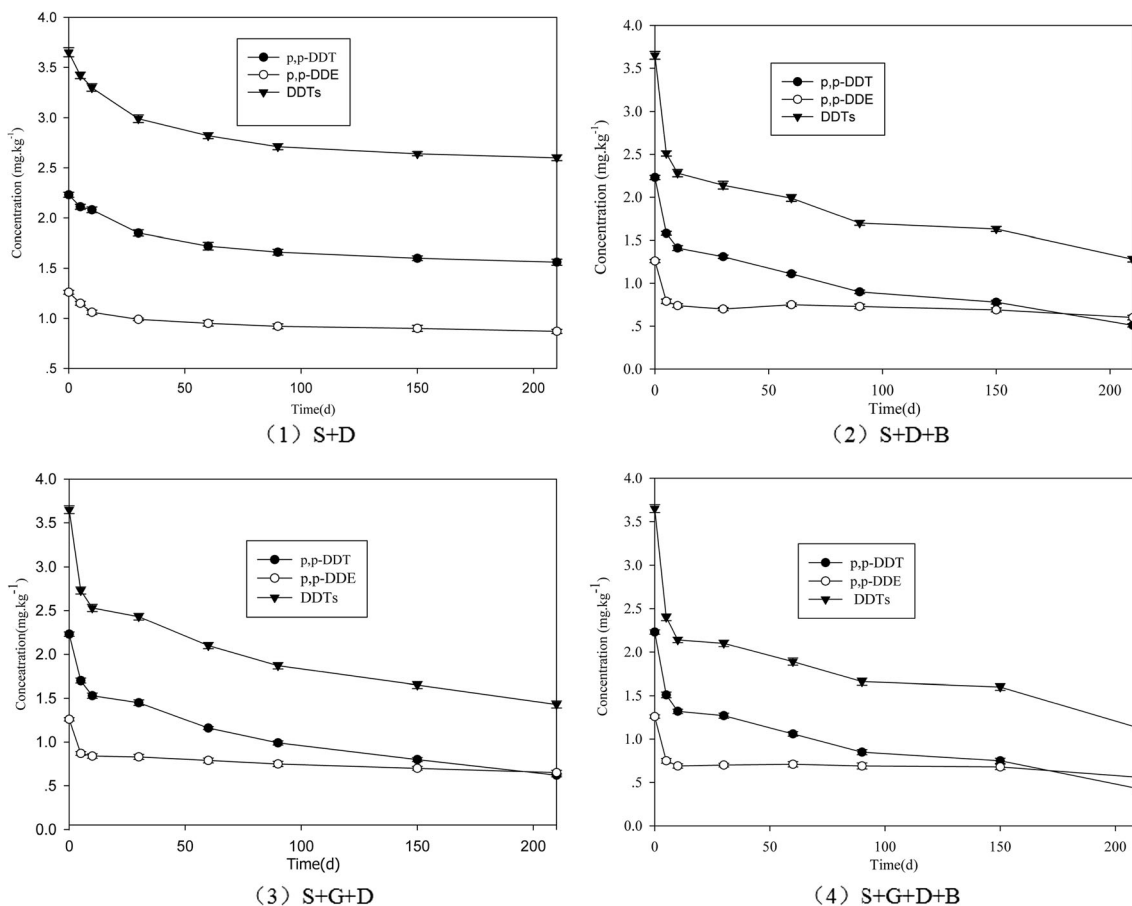 4.0
3.5
3.0
2.5
2.0
1.5
1.0
.5
Concentration (mg.kg-1)
p,p-DDT
p,p-DDE
DDTs
0 50 100 150 200
Time(d)
（1）S+D
4.0
3.5
3.0
2.5
2.0
1.5
1.0
.5
0.0
Concentration (mg.kg-1)
p,p-DDT
p,p-DDE
DDTs
0 50 100 150 200
Time(d)
（2）S+D+B
4.0
3.5
3.0
2.5
2.0
1.5
1.0
.5
0.0
Conceatration(mg.kg-1)
p,p-DDT
p,p-DDE
DDTs
0 50 100 150 200
Time(d)
（3）S+G+D
4.0
3.5
3.0
2.5
2.0
1.5
1.0
.5
0.0
Concentration (mg.kg-1)
p,p-DDT
p,p-DDE
DDTs
0 50 100 150 200
Time(d)
（4）S+G+D+B